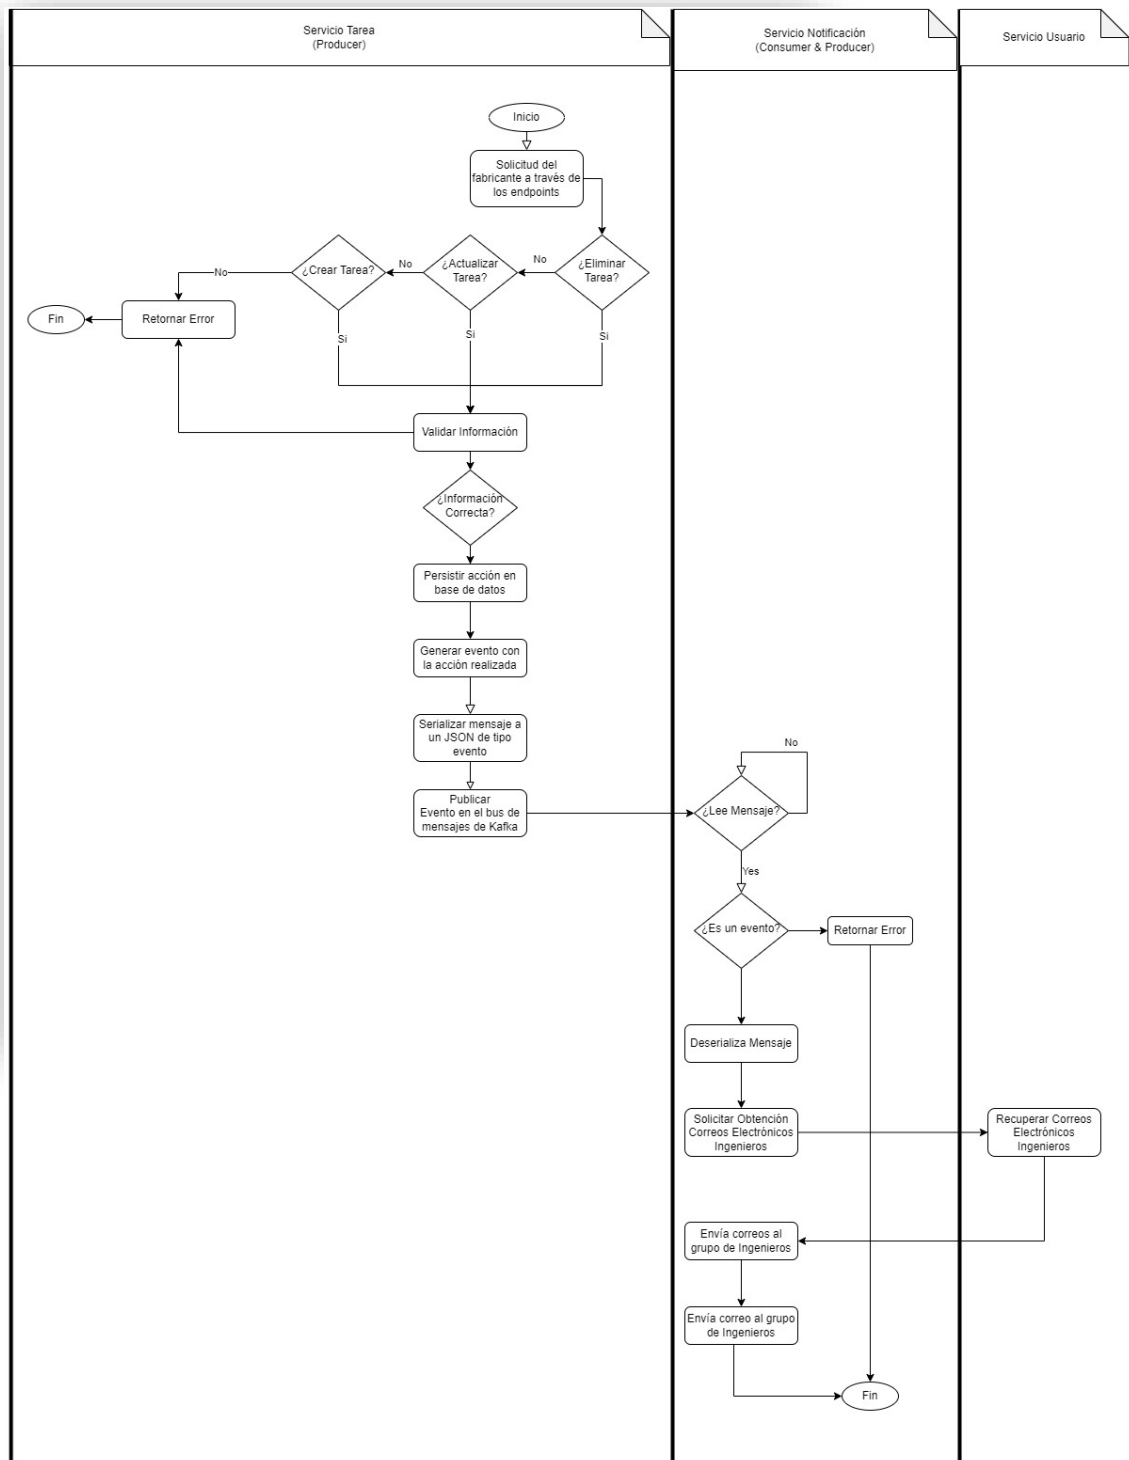 Servicio Tarea
(Producer)
Servicio Notificación
(Consumer & Producer)
Servicio Usuario
Inicio
Solicitud del
fabricante a través de
los endpoints
¿Eliminar
Tarea?
No
¿Actualizar
Tarea?
No
¿Crear Tarea?
No
Retornar Error
Fin
Si
Si
Si
Validar Información
¿Información
Correcta?
Persistir acción en
base de datos
Generar evento con
la acción realizada
Serializar mensaje a
un JSON de tipo
evento
Publicar
Evento en el bus de
mensajes de Kafka
No
¿Lee Mensaje?
Yes
¿Es un evento?
Retornar Error
Deserializa Mensaje
Solicitar Obtención
Correos Electrónicos
Ingenieros
Recuperar Correos
Electrónicos
Ingenieros
Envía correos al
grupo de Ingenieros
Envía correo al grupo
de Ingenieros
Fin